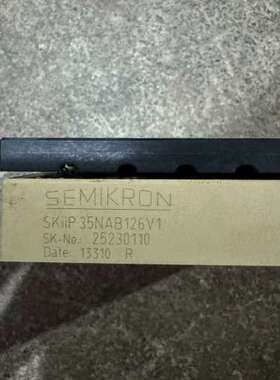 SEMIKRON
SKiiP 35NAB126V1
SK-No.: 25230110
Date: 13310 R